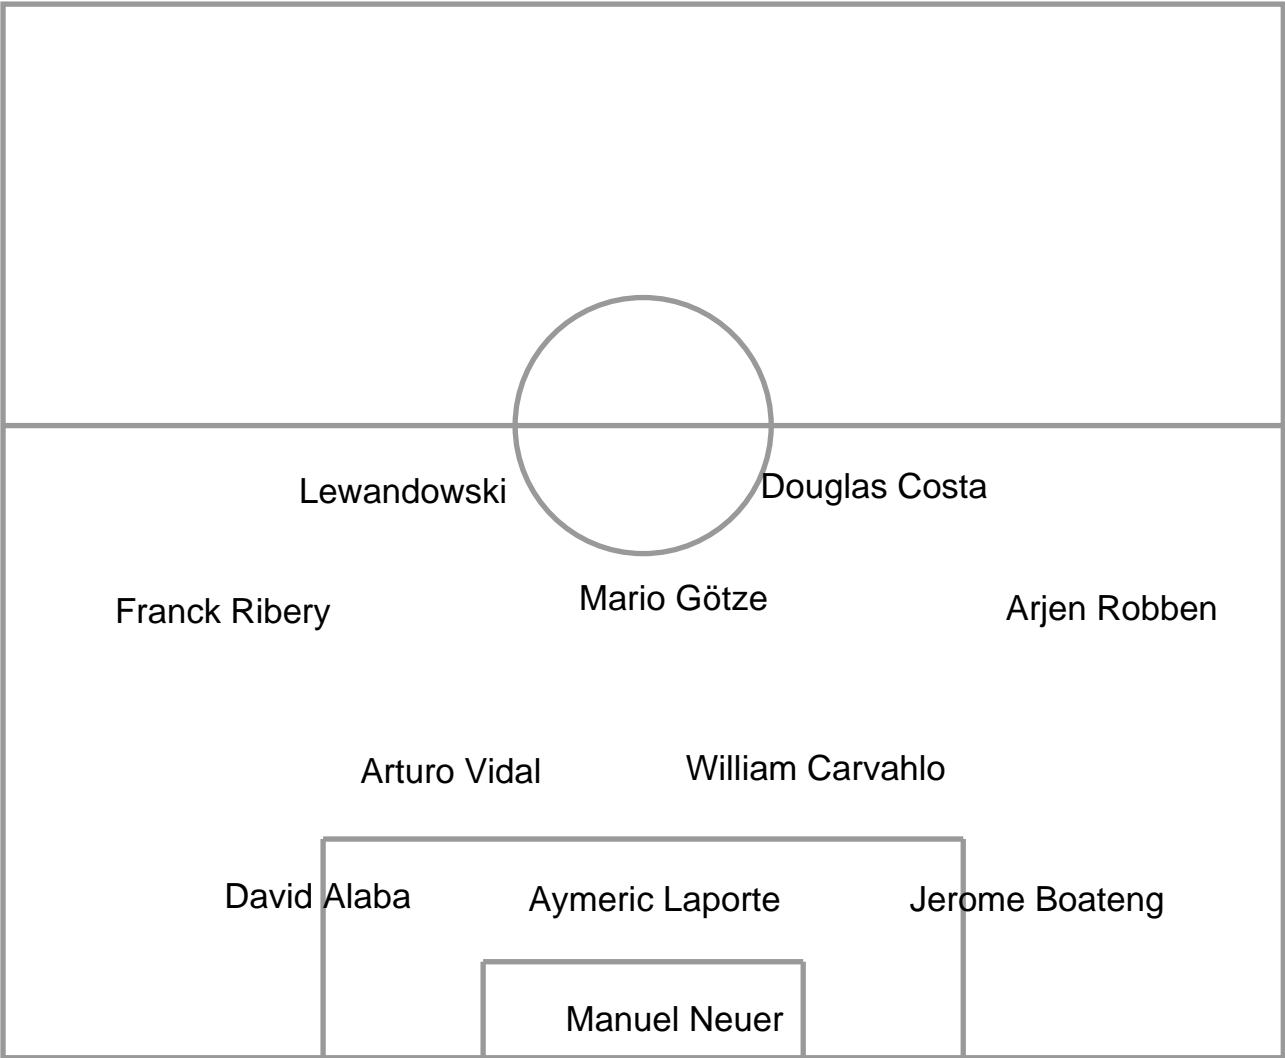 Lewandowski
Douglas Costa
Franck Ribery
Mario Götze
Arjen Robben
Arturo Vidal
William Carvahlo
David Alaba
Aymeric Laporte
Jerome Boateng
Manuel Neuer